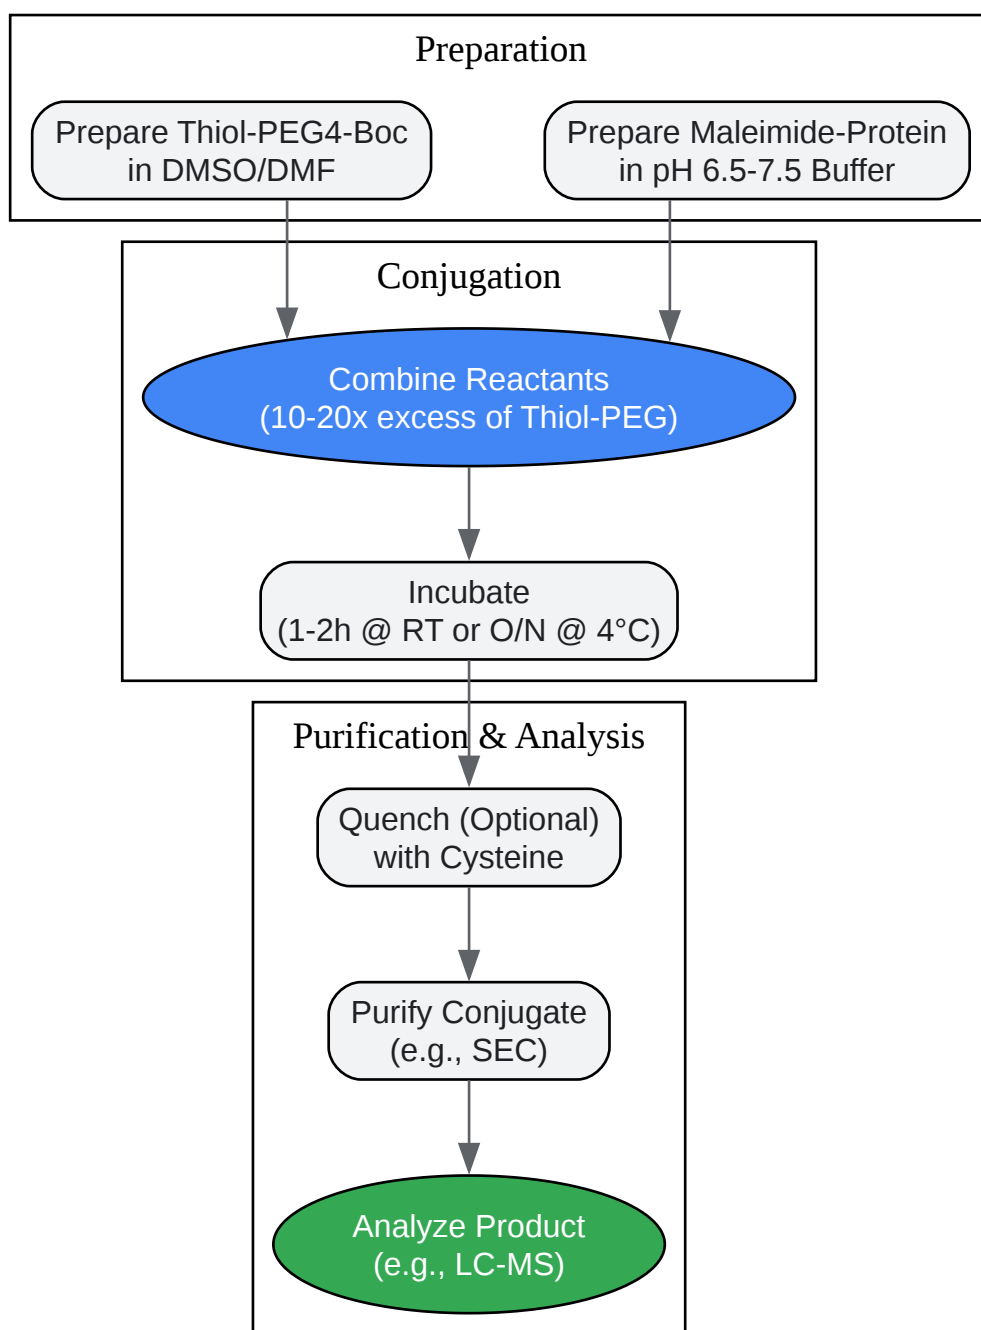 Preparation
Prepare Thiol-PEG4-Boc
in DMSO/DMF
Prepare Maleimide-Protein
in pH 6.5-7.5 Buffer
Conjugation
Combine Reactants
(10-20x excess of Thiol-PEG)
Incubate
(1-2h @ RT or O/N @ 4°C)
Purification & Analysis
Quench (Optional)
with Cysteine
Purify Conjugate
(e.g., SEC)
Analyze Product
(e.g., LC-MS)